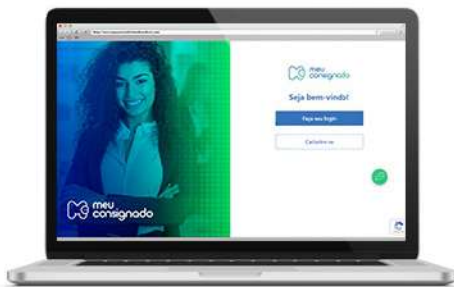 meu
consignado
Seja bem-vindo!
Faça seu login
Cadastre-se
meu
consignado